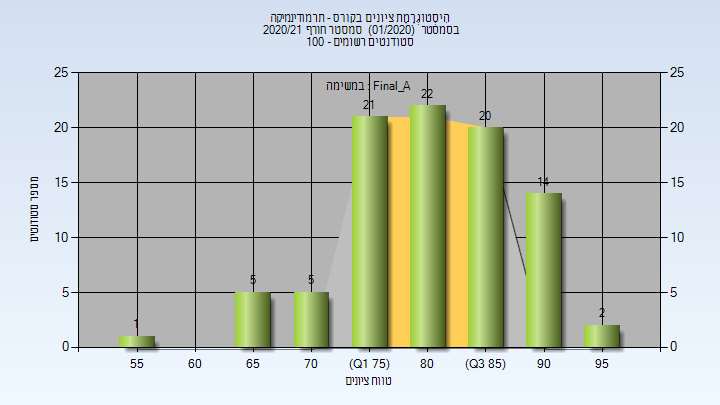 הִיסְטוֹגְרָמַת ציונים בקורס - תרמודינמיקה
בסמסטר (01/2020) סמסטר חורף 2020/21
סטודנטים רשומים - 100
במשימה : Final_A
25 25
20 20
15 15
10 10
5 5
0 0
1 5 5 21 22 20 14 2
מספר סטודנטים
55 60 65 70 (Q1 75) 80 (Q3 85) 90 95
טווח ציונים